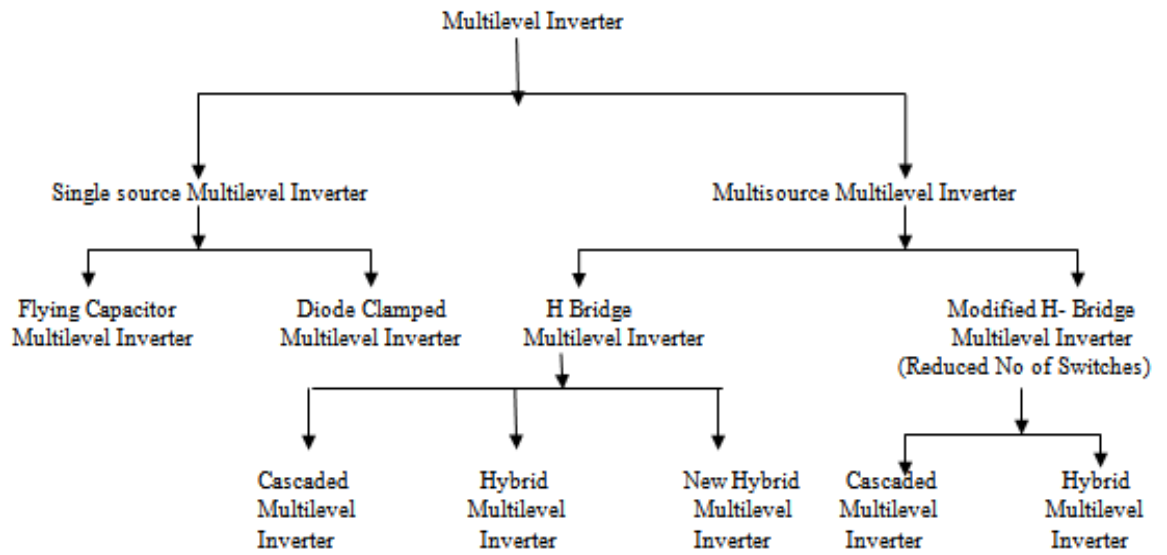 Multilevel Inverter
Single source Multilevel Inverter
Multisource Multilevel Inverter
Flying Capacitor
Multilevel Inverter
Diode Clamped
Multilevel Inverter
H Bridge
Multilevel Inverter
Modified H- Bridge
Multilevel Inverter
(Reduced No of Switches)
Cascaded
Multilevel
Inverter
Hybrid
Multilevel
Inverter
New Hybrid
Multilevel
Inverter
Cascaded
Multilevel
Inverter
Hybrid
Multilevel
Inverter